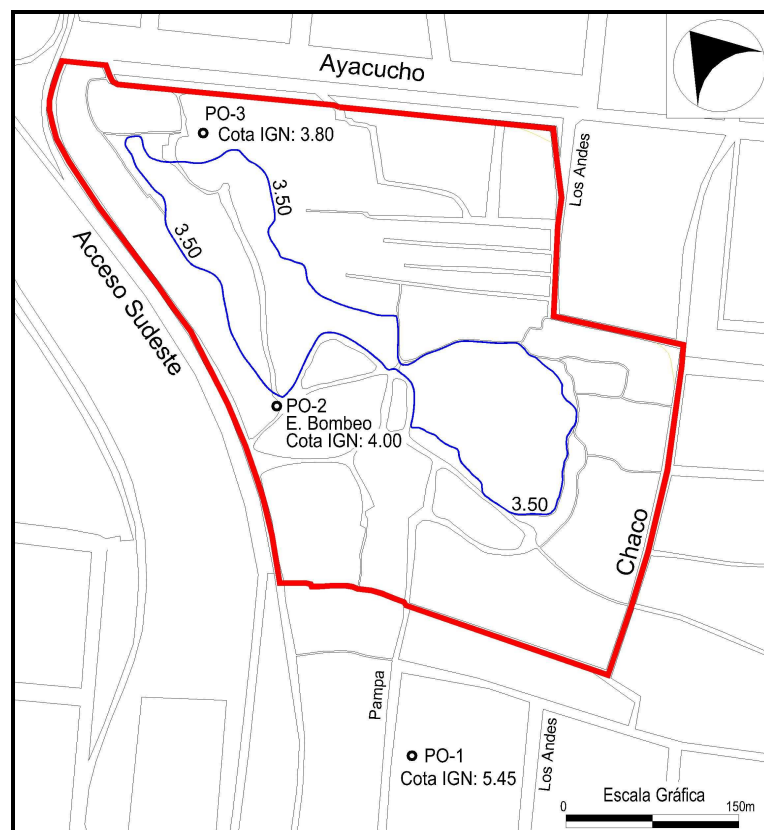 Ayacucho
PO-3
Cota IGN: 3.80
Los Andes
3.50
3.50
Acceso Sudeste
PO-2
E. Bombeo
Cota IGN: 4.00
3.50
Chaco
Pampa
Los Andes
PO-1
Cota IGN: 5.45
Escala Gráfica
0 150m